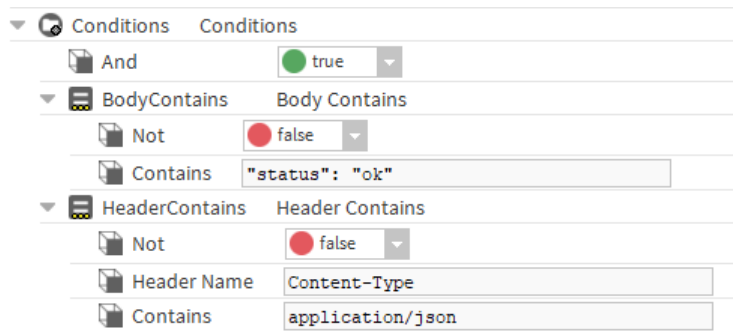 Conditions Conditions
And true
BodyContains Body Contains
Not false
Contains "status": "ok"
HeaderContains Header Contains
Not false
Header Name Content-Type
Contains application/json